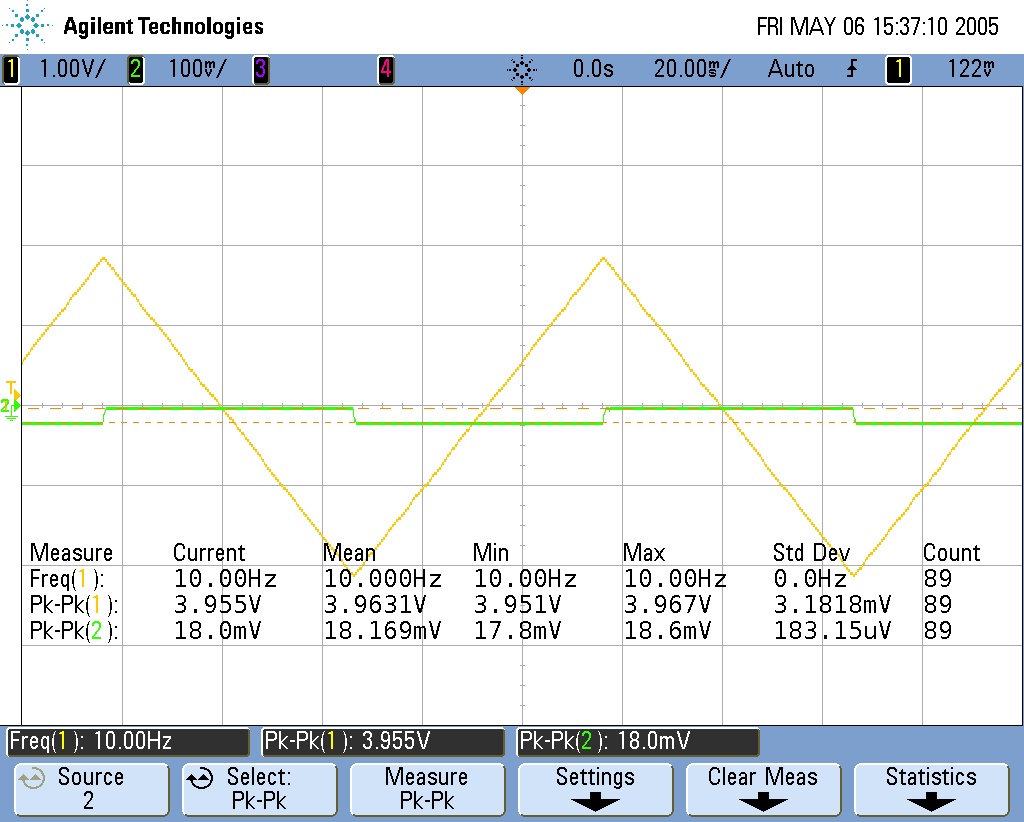 Agilent Technologies FRI MAY 06 15:37:10 2005
1 1.00V/ 2 100mV/ 3 4 0.0s 20.00ms/ Auto 1 122mV
T
2
Measure Current Mean Min Max Std Dev Count
Freq(1): 10.00Hz 10.000Hz 10.00Hz 10.00Hz 0.0Hz 89
Pk-Pk(1): 3.955V 3.9631V 3.951V 3.967V 3.1818mV 89
Pk-Pk(2): 18.0mV 18.169mV 17.8mV 18.6mV 183.15uV 89
Freq(1): 10.00Hz Pk-Pk(1): 3.955V Pk-Pk(2): 18.0mV
Source Select: Measure Settings Clear Meas Statistics
2 Pk-Pk Pk-Pk